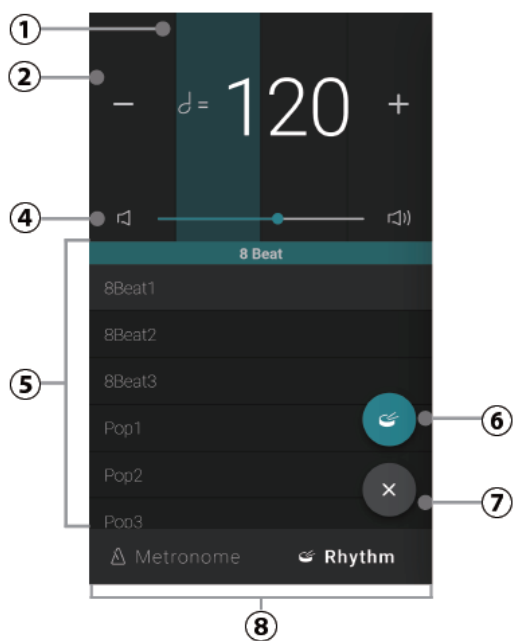 ①
②
− 𝅗𝅥 = 120 +
④
8 Beat
8Beat1
8Beat2
8Beat3
⑤
Pop1
⑥
Pop2
⑦
Pop3
Metronome Rhythm
⑧